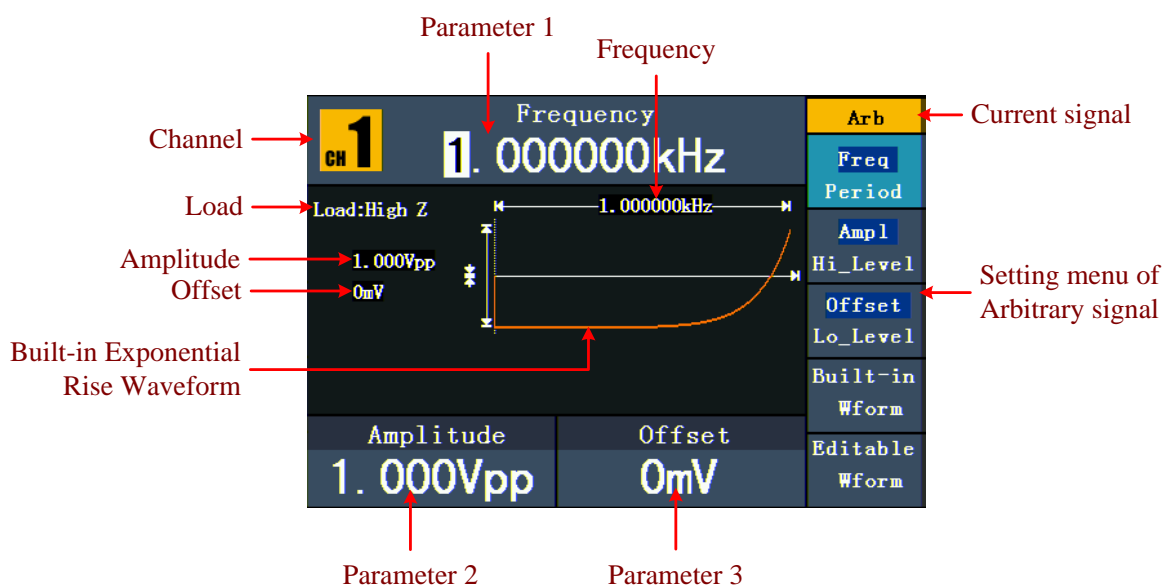 Parameter 1
Frequency
Channel
CH 1
Frequency
1.000000kHz
Arb
Current signal
Freq
Period
Load
Load:High Z
1.000000kHz
Ampl
Hi_Level
Amplitude
1.000Vpp
Offset
0mV
Setting menu of
Arbitrary signal
Offset
Lo_Level
Built-in Exponential
Rise Waveform
Built-in
Wform
Amplitude
1.000Vpp
Offset
0mV
Editable
Wform
Parameter 2
Parameter 3